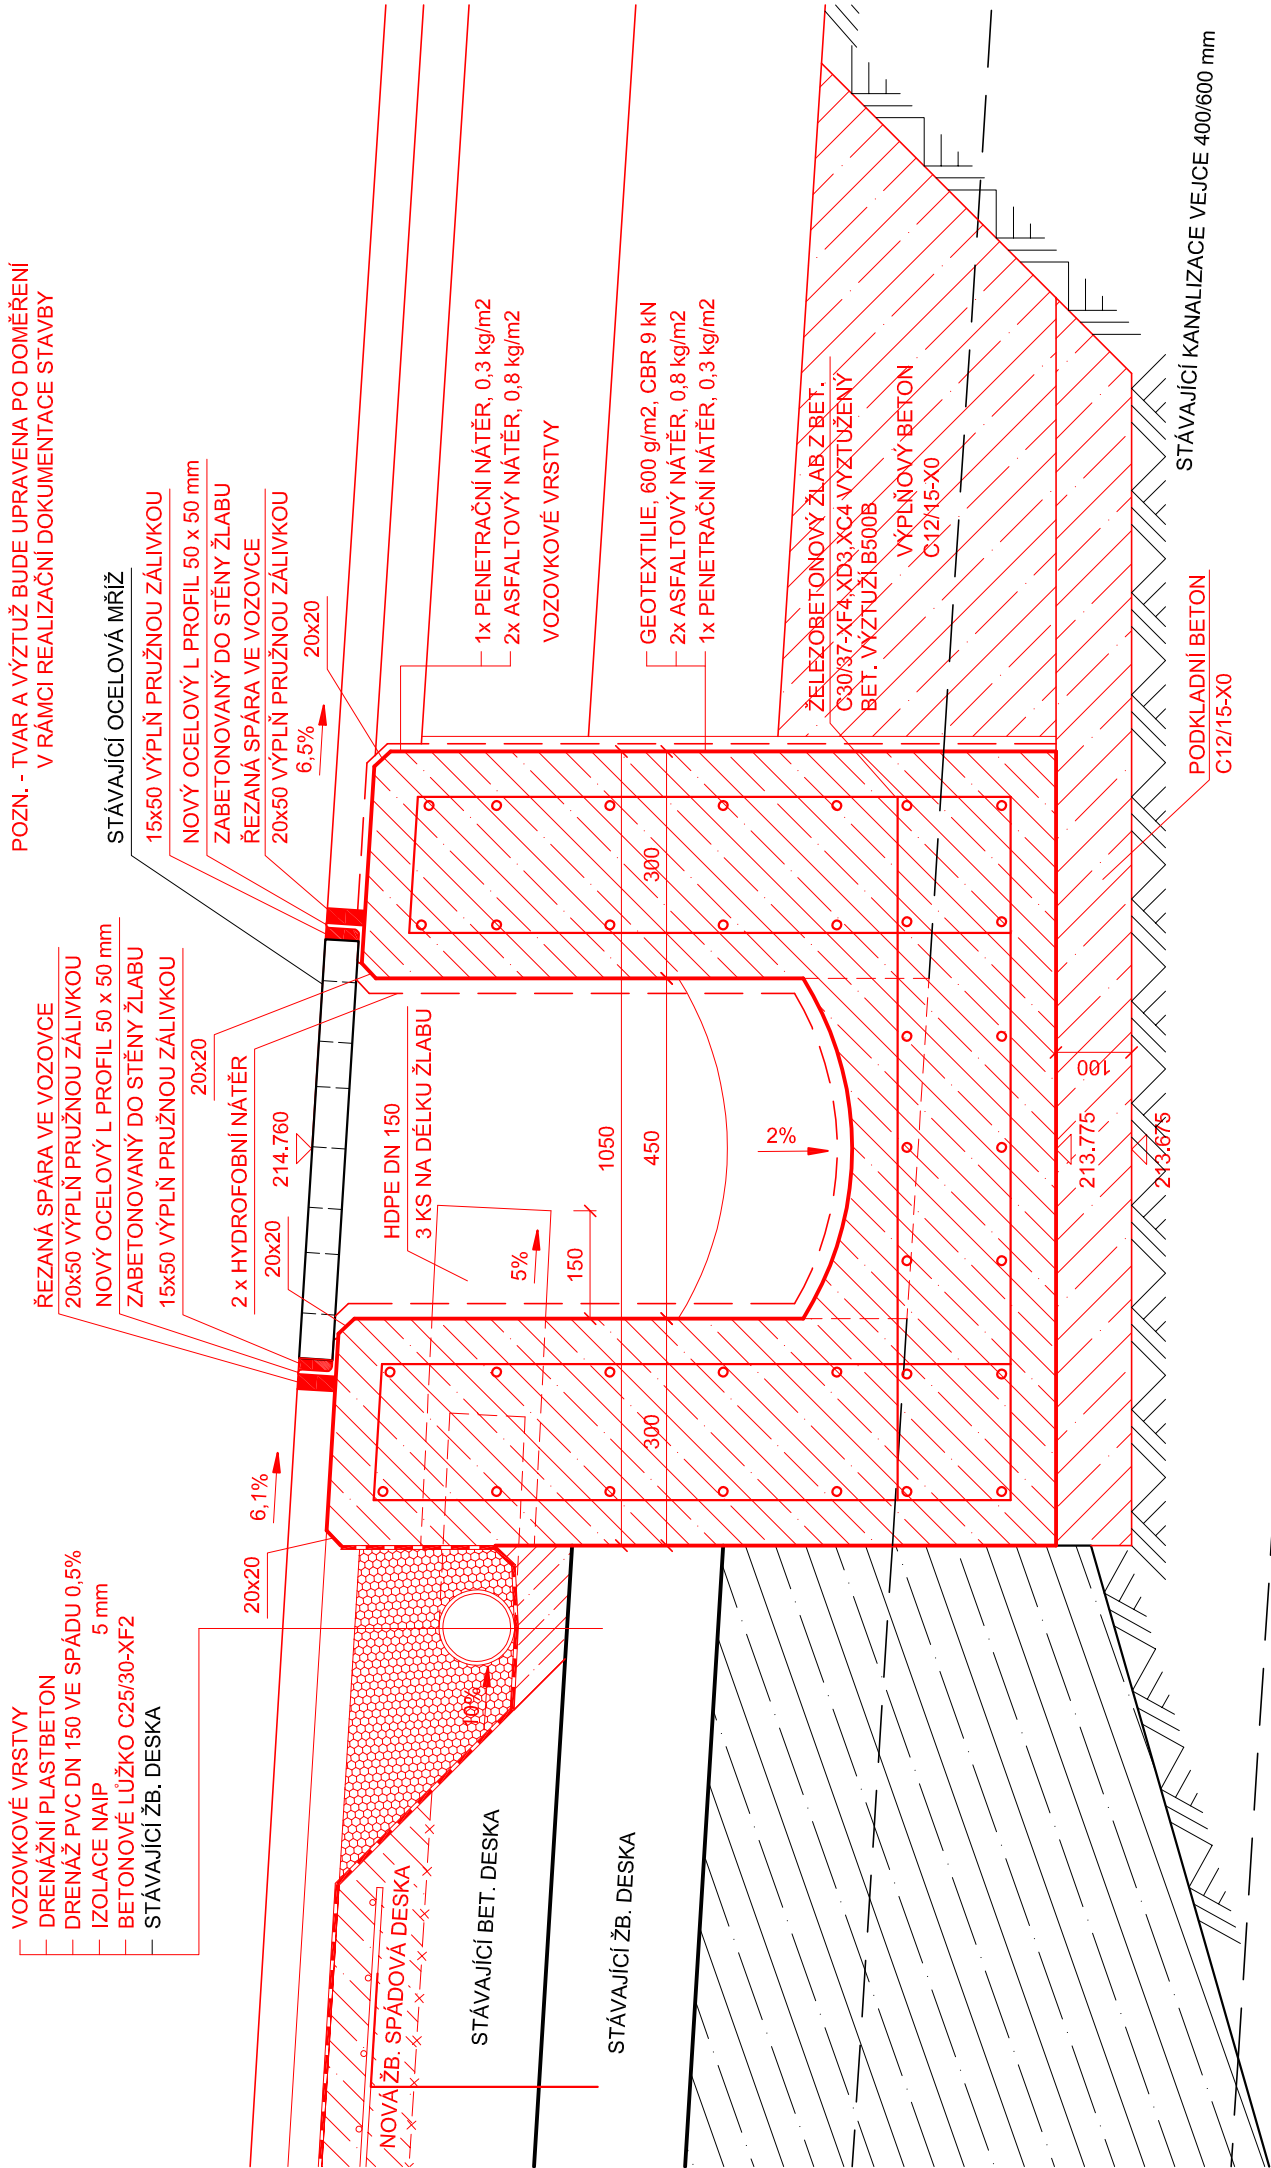 POZN. - TVAR A VÝZTUŽ BUDE UPRAVENA PO DOMĚŘENÍ
V RÁMCI REALIZAČNÍ DOKUMENTACE STAVBY
VOZOVKOVÉ VRSTVY
DRENÁŽNÍ PLASTBETON
DRENÁŽ PVC DN 150 VE SPÁDU 0,5%
IZOLACE NAIP 5 mm
BETONOVÉ LŮŽKO C25/30-XF2
STÁVAJÍCÍ ŽB. DESKA
ŘEZANÁ SPÁRA VE VOZOVCE
20x50 VÝPLŇ PRUŽNOU ZÁLIVKOU
NOVÝ OCELOVÝ L PROFIL 50 x 50 mm
ZABETONOVANÝ DO STĚNY ŽLABU
15x50 VÝPLŇ PRUŽNOU ZÁLIVKOU
20x20
2 x HYDROFOBNÍ NÁTĚR
20x20
214.760
STÁVAJÍCÍ OCELOVÁ MŘÍŽ
15x50 VÝPLŇ PRUŽNOU ZÁLIVKOU
NOVÝ OCELOVÝ L PROFIL 50 x 50 mm
ZABETONOVANÝ DO STĚNY ŽLABU
ŘEZANÁ SPÁRA VE VOZOVCE
20x50 VÝPLŇ PRUŽNOU ZÁLIVKOU
6,5%
20x20
6,1%
20x20
1x PENETRAČNÍ NÁTĚR, 0,3 kg/m2
2x ASFALTOVÝ NÁTĚR, 0,8 kg/m2
VOZOVKOVÉ VRSTVY
HDPE DN 150
3 KS NA DÉLKU ŽLABU
5%
150
10%
1050
300
450
300
2%
GEOTEXTILIE, 600 g/m2, CBR 9 kN
2x ASFALTOVÝ NÁTĚR, 0,8 kg/m2
1x PENETRAČNÍ NÁTĚR, 0,3 kg/m2
ŽELEZOBETONOVÝ ŽLAB Z BET.
C30/37-XF4,XD3,XC4 VYZTUŽENÝ
BET. VÝZTUŽÍ B500B
VÝPLŇOVÝ BETON
C12/15-X0
NOVÁ ŽB. SPÁDOVÁ DESKA
STÁVAJÍCÍ BET. DESKA
STÁVAJÍCÍ ŽB. DESKA
100
213.775
213.675
PODKLADNÍ BETON
C12/15-X0
STÁVAJÍCÍ KANALIZACE VEJCE 400/600 mm